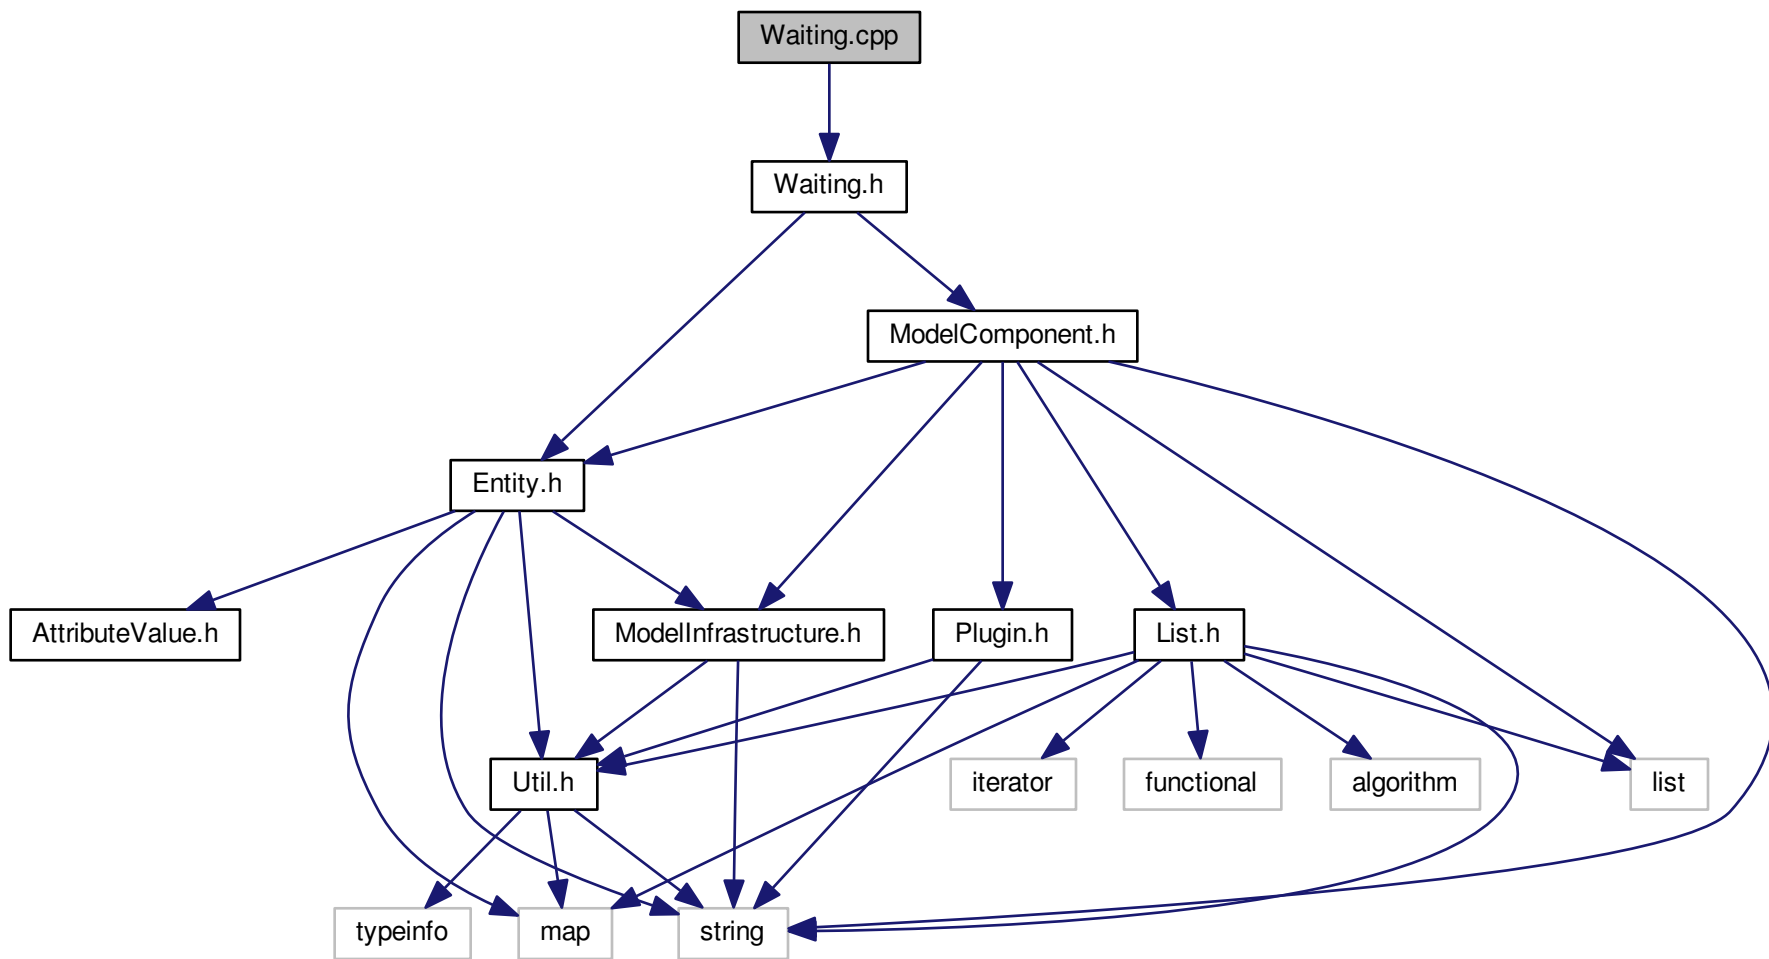 Waiting.cpp
Waiting.h
ModelComponent.h
Entity.h
AttributeValue.h
ModelInfrastructure.h
Plugin.h
List.h
Util.h
iterator
functional
algorithm
list
typeinfo
map
string